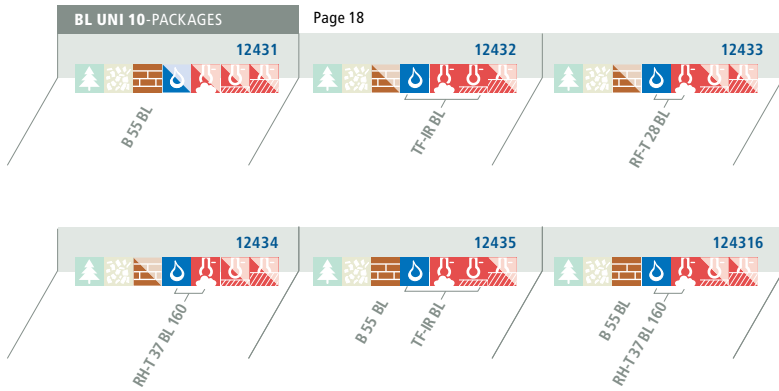 BL UNI 10-PACKAGES Page 18
12431 12432 12433
B 55 BL TF-IR BL RF-T 28 BL
12434 12435 124316
RH-T 37 BL 160 B 55 BL TF-IR BL B 55 BL RH-T 37 BL 160